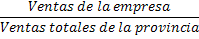 Ventas de la empresa
Ventas totales de la provincia